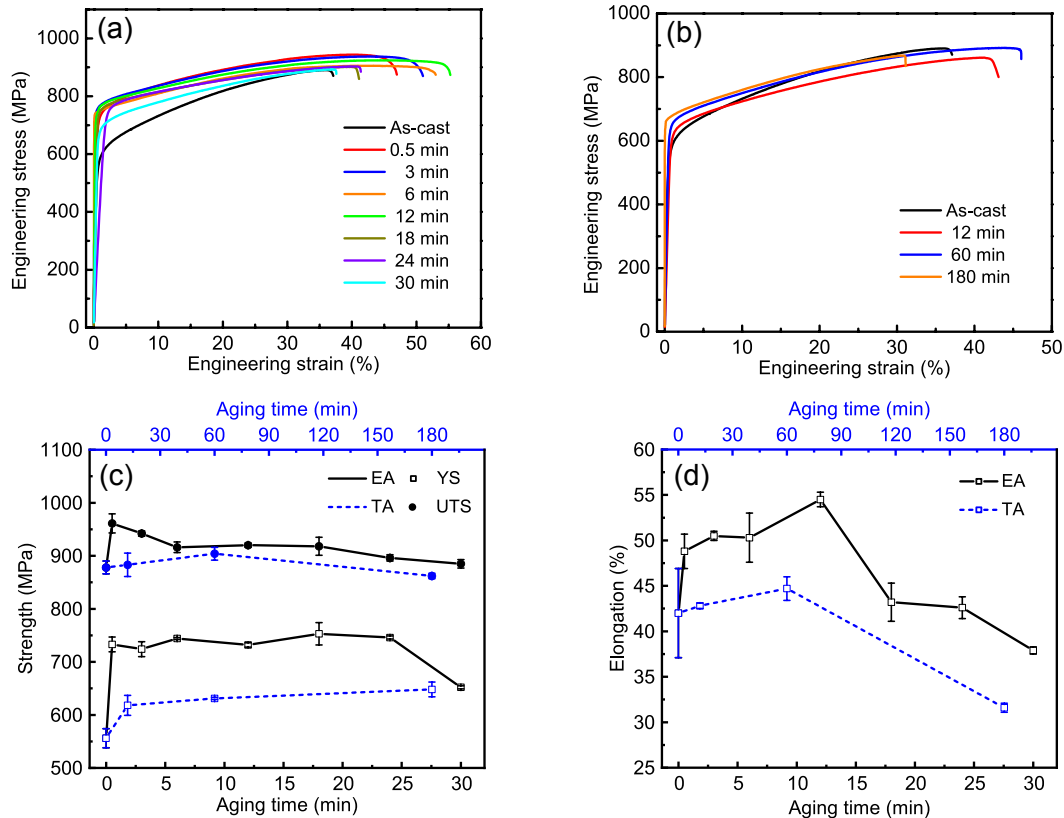 (a)
Engineering stress (MPa)
1000
800
600
400
200
0
As-cast
0.5 min
3 min
6 min
12 min
18 min
24 min
30 min
0 10 20 30 40 50 60
Engineering strain (%)
(b)
Engineering stress (MPa)
1000
800
600
400
200
0
As-cast
12 min
60 min
180 min
0 10 20 30 40 50
Engineering strain (%)
Aging time (min)
0 30 60 90 120 150 180
(c)
Strength (MPa)
1100
1000
900
800
700
600
500
EA YS
TA UTS
0 5 10 15 20 25 30
Aging time (min)
Aging time (min)
0 30 60 90 120 150 180
(d)
Elongation (%)
60
55
50
45
40
35
30
25
EA
TA
0 5 10 15 20 25 30
Aging time (min)